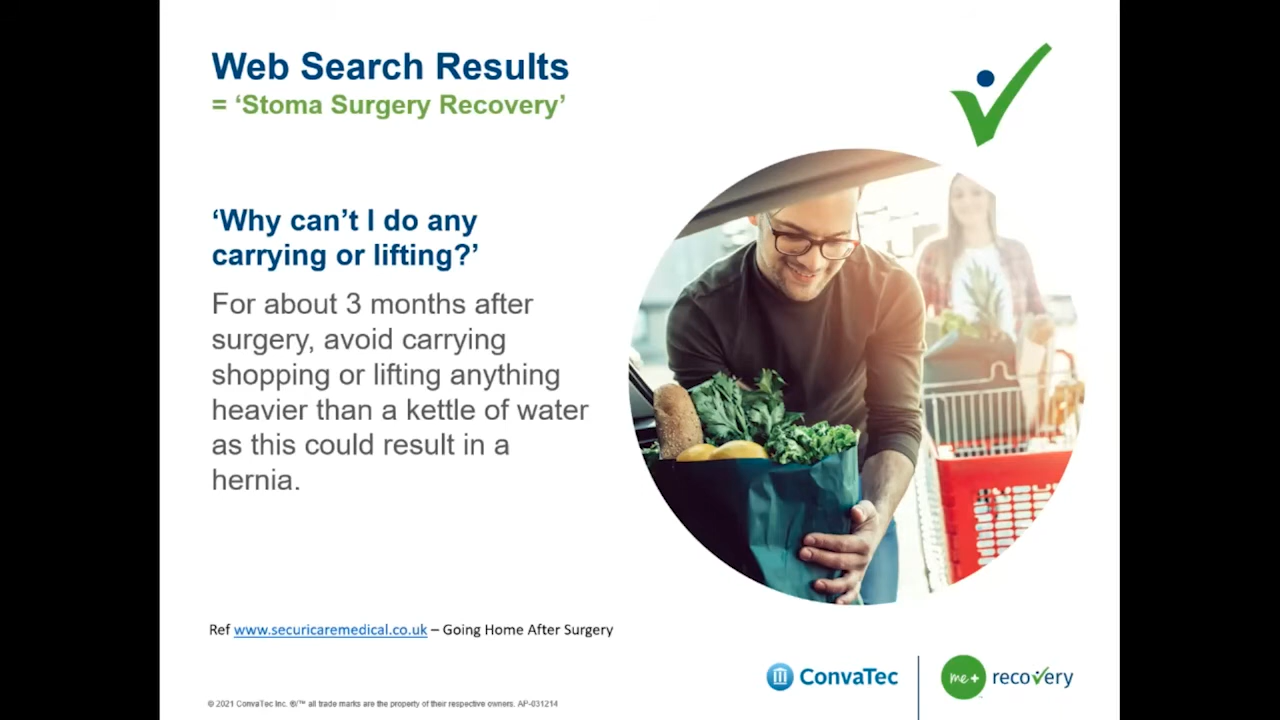 Web Search Results
= ‘Stoma Surgery Recovery’
‘Why can’t I do any
carrying or lifting?’
For about 3 months after
surgery, avoid carrying
shopping or lifting anything
heavier than a kettle of water
as this could result in a
hernia.
Ref www.securicaremedical.co.uk – Going Home After Surgery
ConvaTec
me+ recovery
© 2021 ConvaTec Inc. ®/™ all trade marks are the property of their respective owners. AP-031214